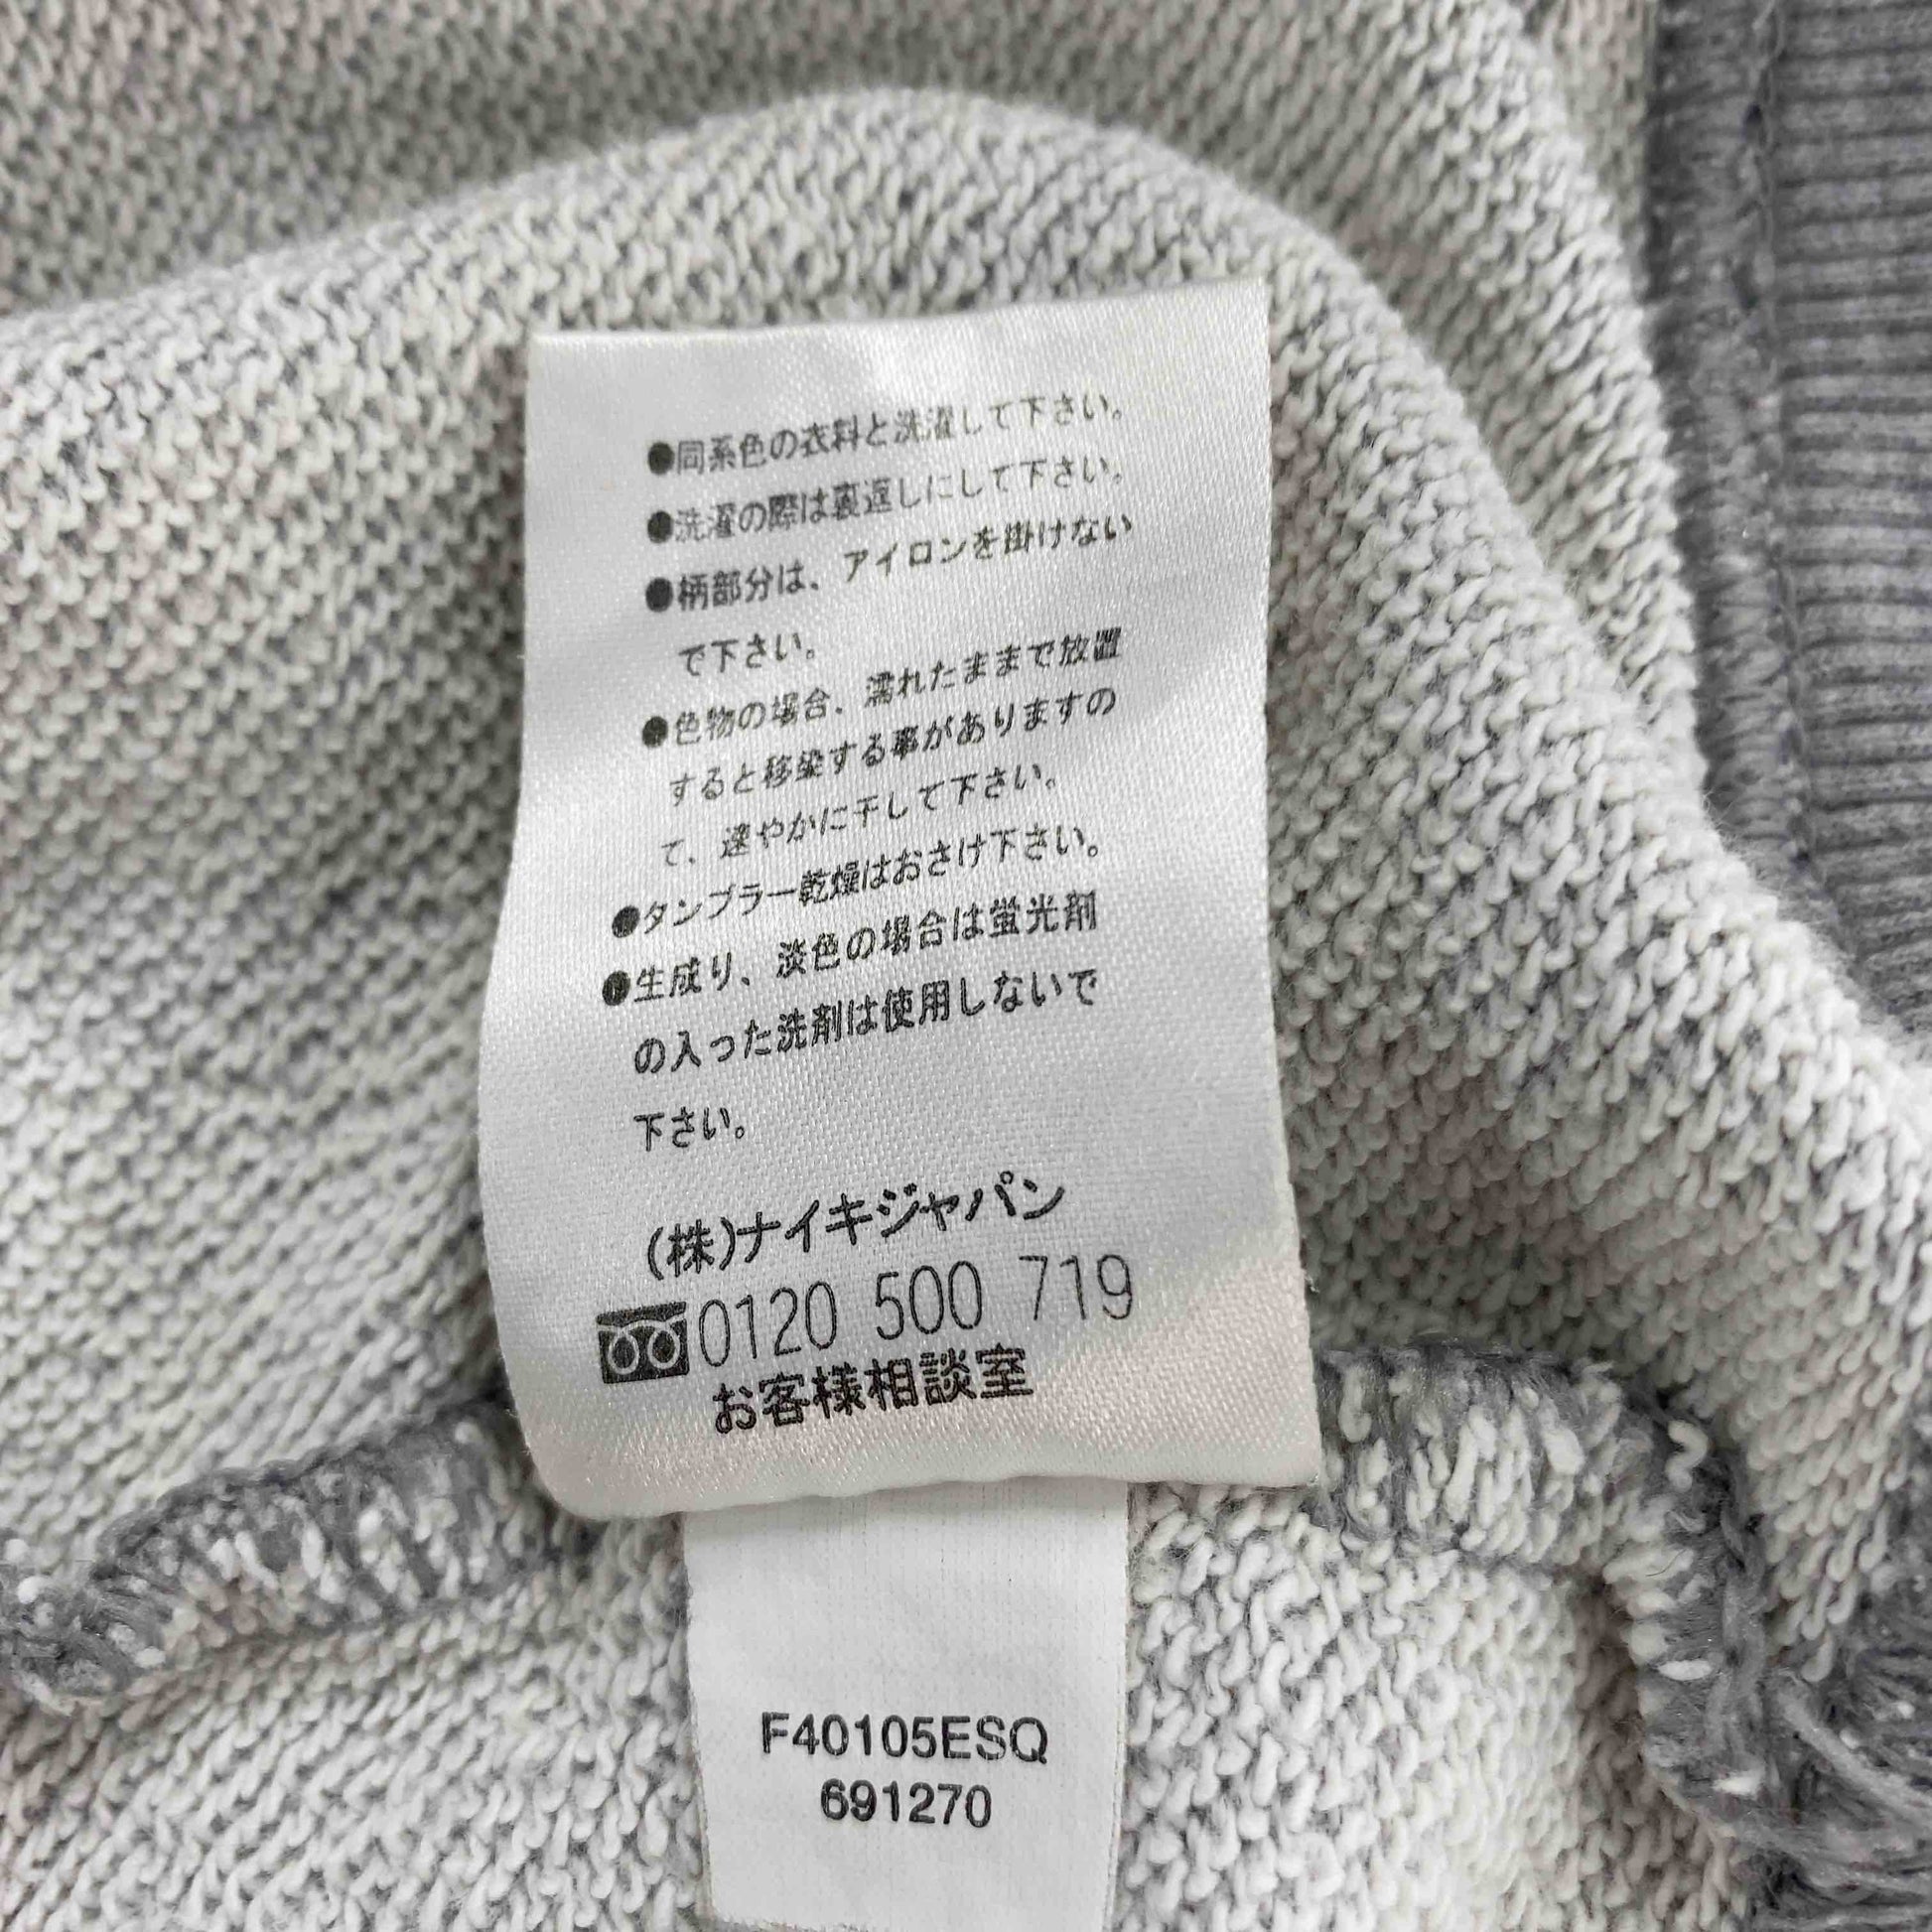 ●同系色の衣料と洗濯して下さい。
●洗濯の際は裏返しにして下さい。
●柄部分は、アイロンを掛けない
で下さい。
●色物の場合、濡れたままで放置
すると移染する事がありますの
で、速やかに干して下さい。
●タンブラー乾燥はおさけ下さい。
●生成り、淡色の場合は蛍光剤
の入った洗剤は使用しないで
下さい。
(株)ナイキジャパン
0120 500 719
お客様相談室
F40105ESQ
691270